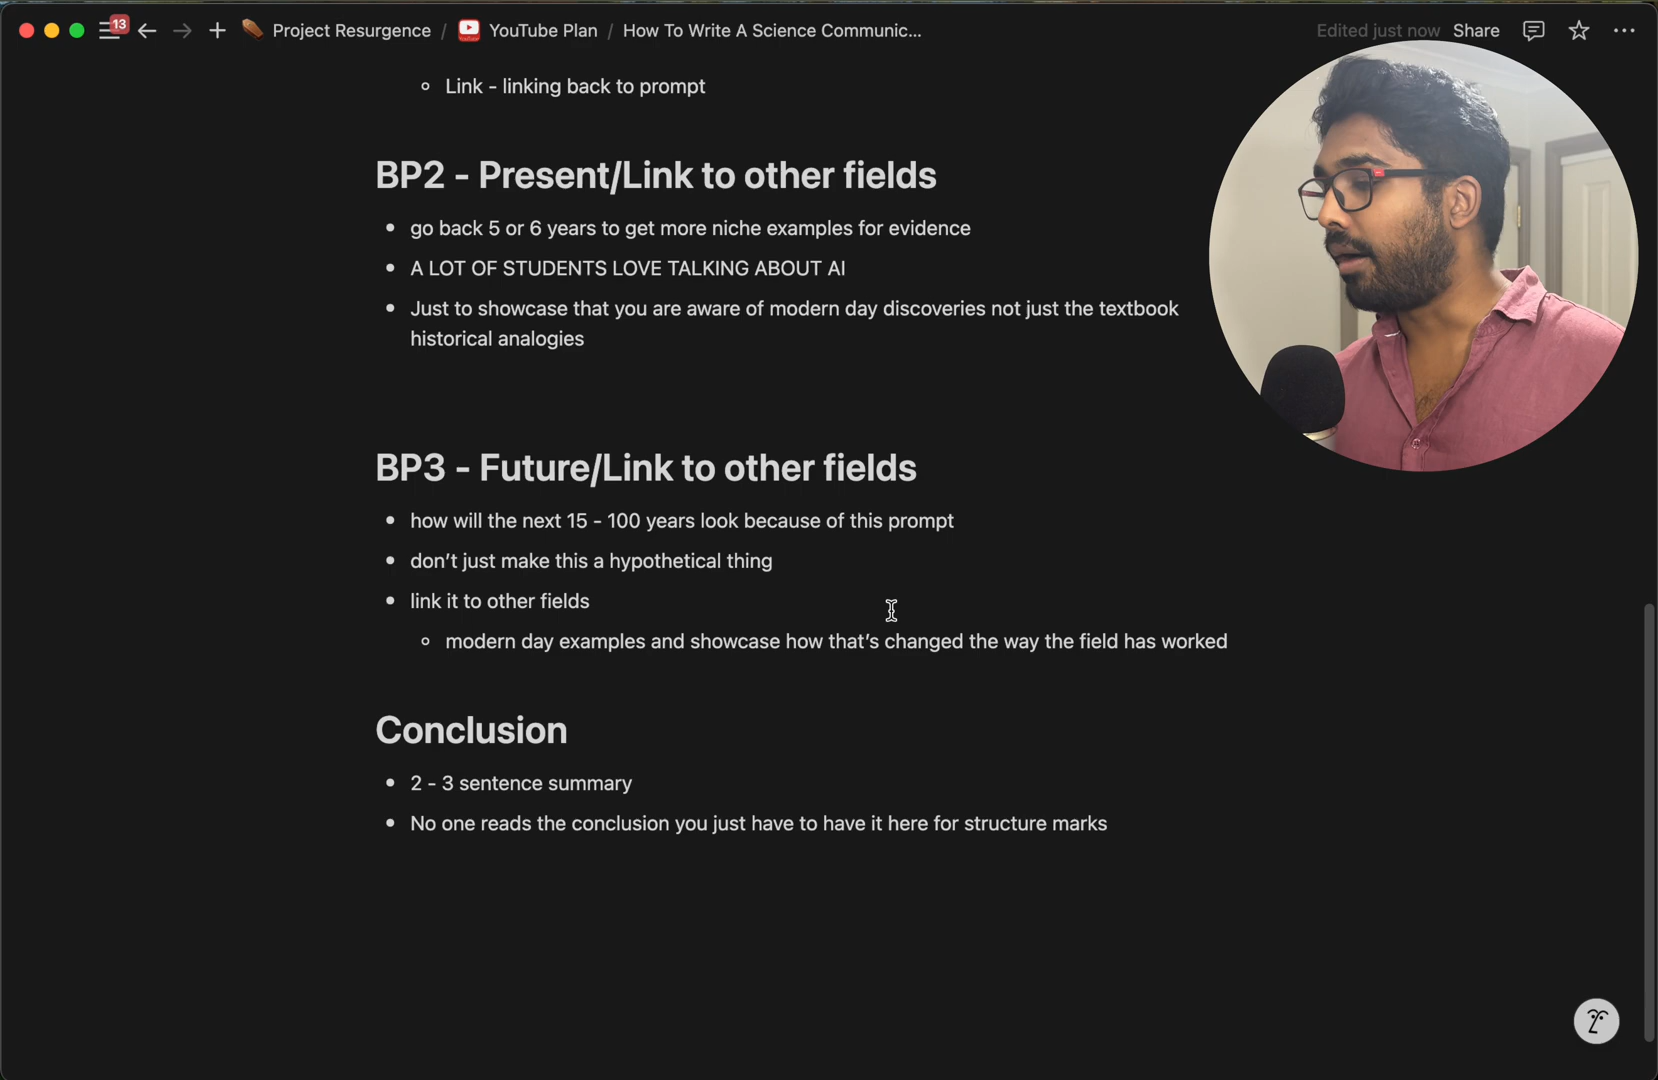 13
Project Resurgence / YouTube Plan / How To Write A Science Communic...
Edited just now Share
Link - linking back to prompt
BP2 - Present/Link to other fields
go back 5 or 6 years to get more niche examples for evidence
A LOT OF STUDENTS LOVE TALKING ABOUT AI
Just to showcase that you are aware of modern day discoveries not just the textbook
historical analogies
BP3 - Future/Link to other fields
how will the next 15 - 100 years look because of this prompt
don’t just make this a hypothetical thing
link it to other fields
modern day examples and showcase how that’s changed the way the field has worked
Conclusion
2 - 3 sentence summary
No one reads the conclusion you just have to have it here for structure marks